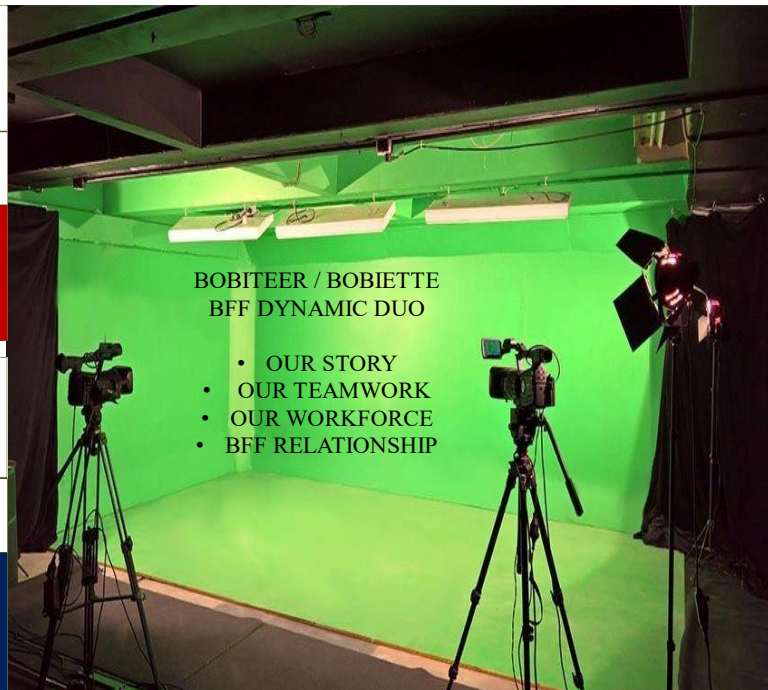 BOBITEER / BOBIETTE
BFF DYNAMIC DUO
• OUR STORY
• OUR TEAMWORK
• OUR WORKFORCE
• BFF RELATIONSHIP